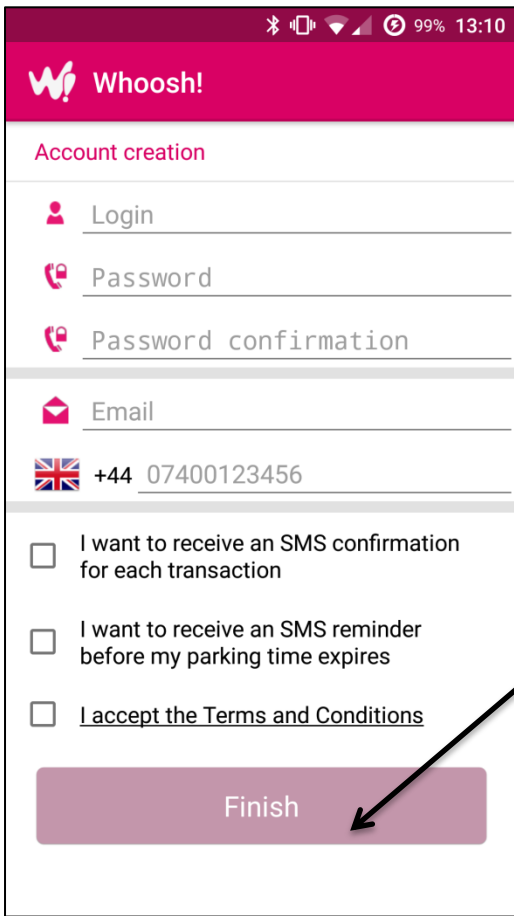 99% 13:10
W! Whoosh!
Account creation
Login
Password
Password confirmation
Email
+44 07400123456
I want to receive an SMS confirmation
for each transaction
I want to receive an SMS reminder
before my parking time expires
I accept the Terms and Conditions
Finish